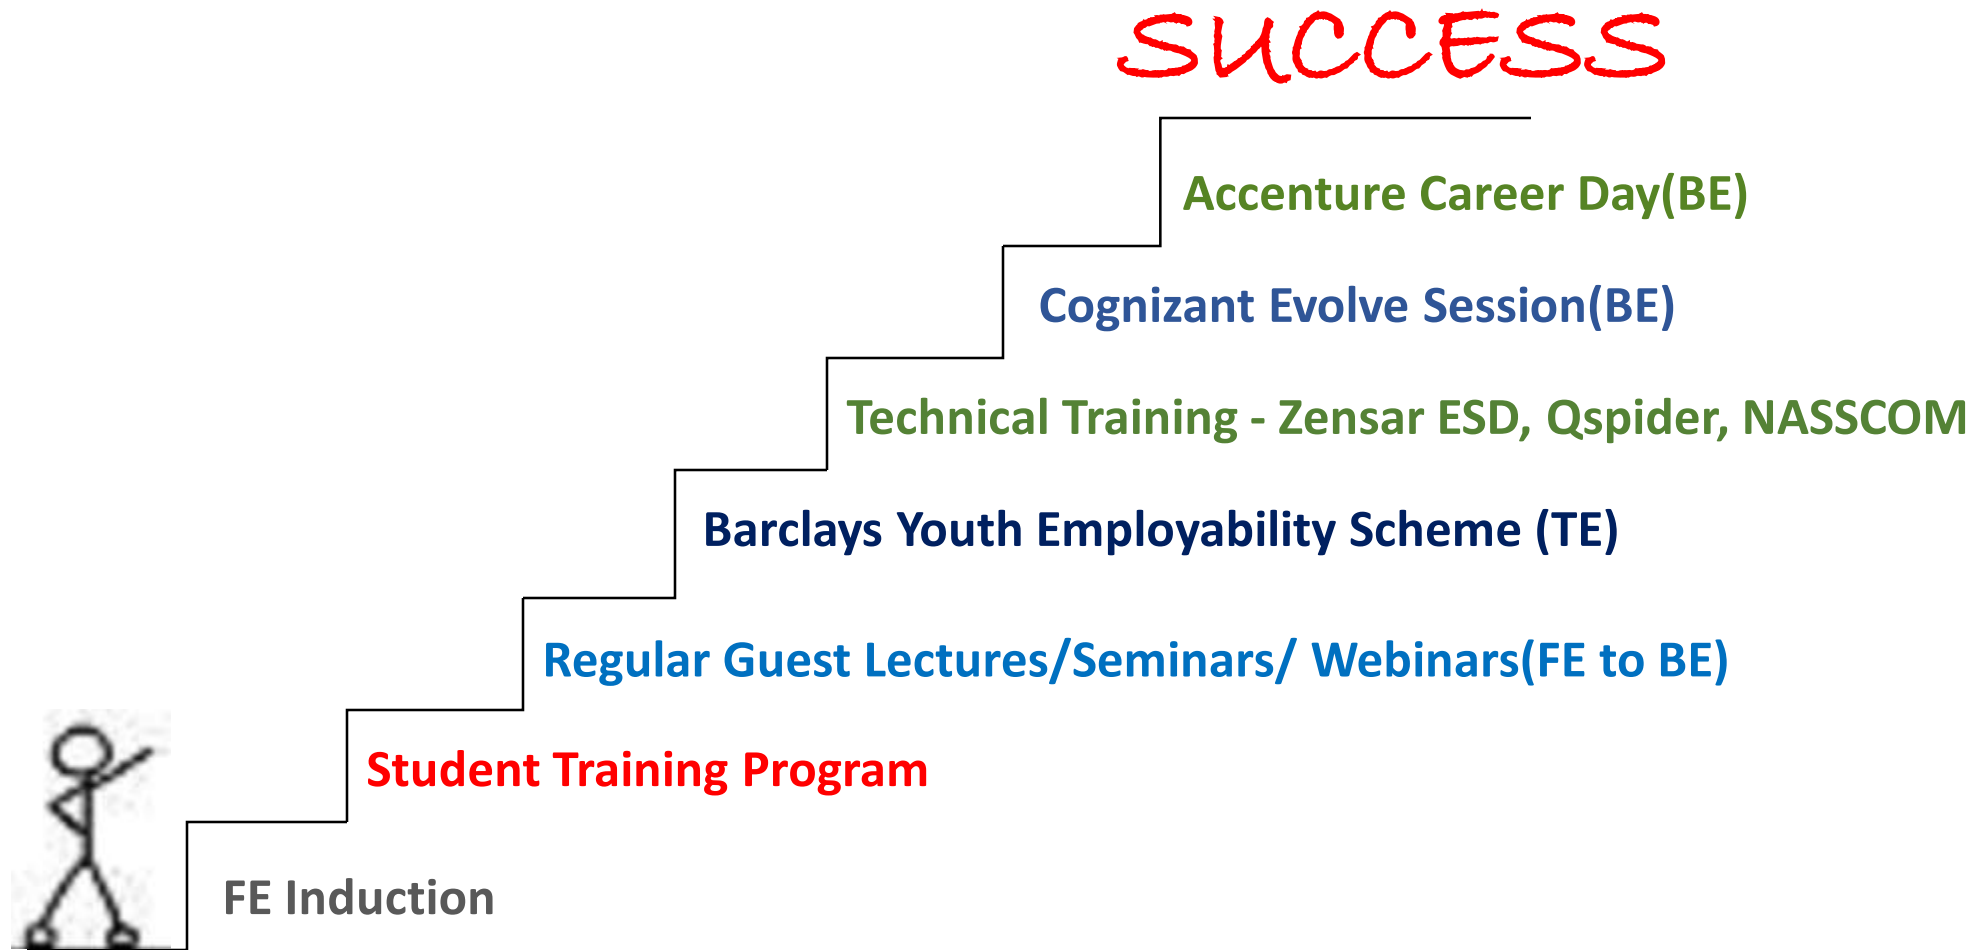 SUCCESS
Accenture Career Day(BE)
Cognizant Evolve Session(BE)
Technical Training - Zensar ESD, Qspider, NASSCOM
Barclays Youth Employability Scheme (TE)
Regular Guest Lectures/Seminars/ Webinars(FE to BE)
Student Training Program
FE Induction